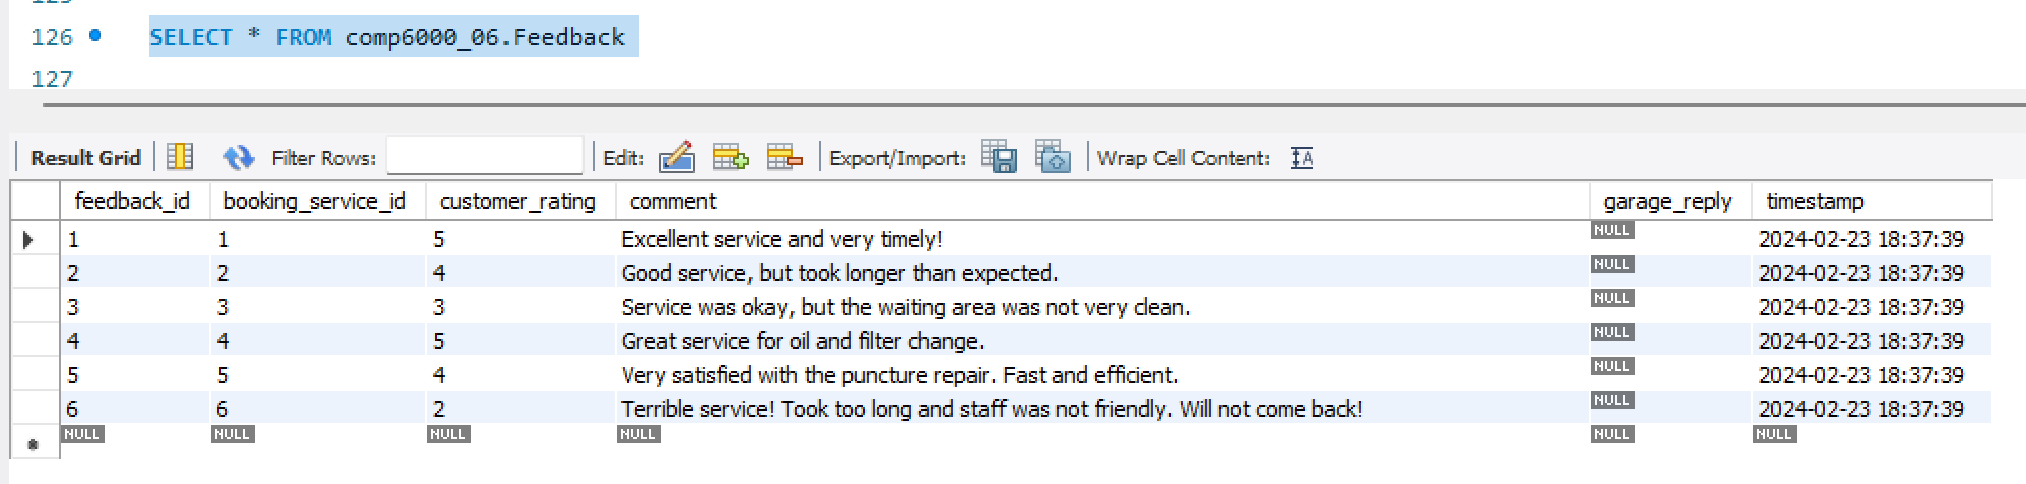 126 SELECT * FROM comp6000_06.Feedback
127
Result Grid Filter Rows: Edit: Export/Import: Wrap Cell Content: IA
feedback_id booking_service_id customer_rating comment garage_reply timestamp
1 1 5 Excellent service and very timely! NULL 2024-02-23 18:37:39
2 2 4 Good service, but took longer than expected. NULL 2024-02-23 18:37:39
3 3 3 Service was okay, but the waiting area was not very clean. NULL 2024-02-23 18:37:39
4 4 5 Great service for oil and filter change. NULL 2024-02-23 18:37:39
5 5 4 Very satisfied with the puncture repair. Fast and efficient. NULL 2024-02-23 18:37:39
6 6 2 Terrible service! Took too long and staff was not friendly. Will not come back! NULL 2024-02-23 18:37:39
NULL NULL NULL NULL NULL NULL